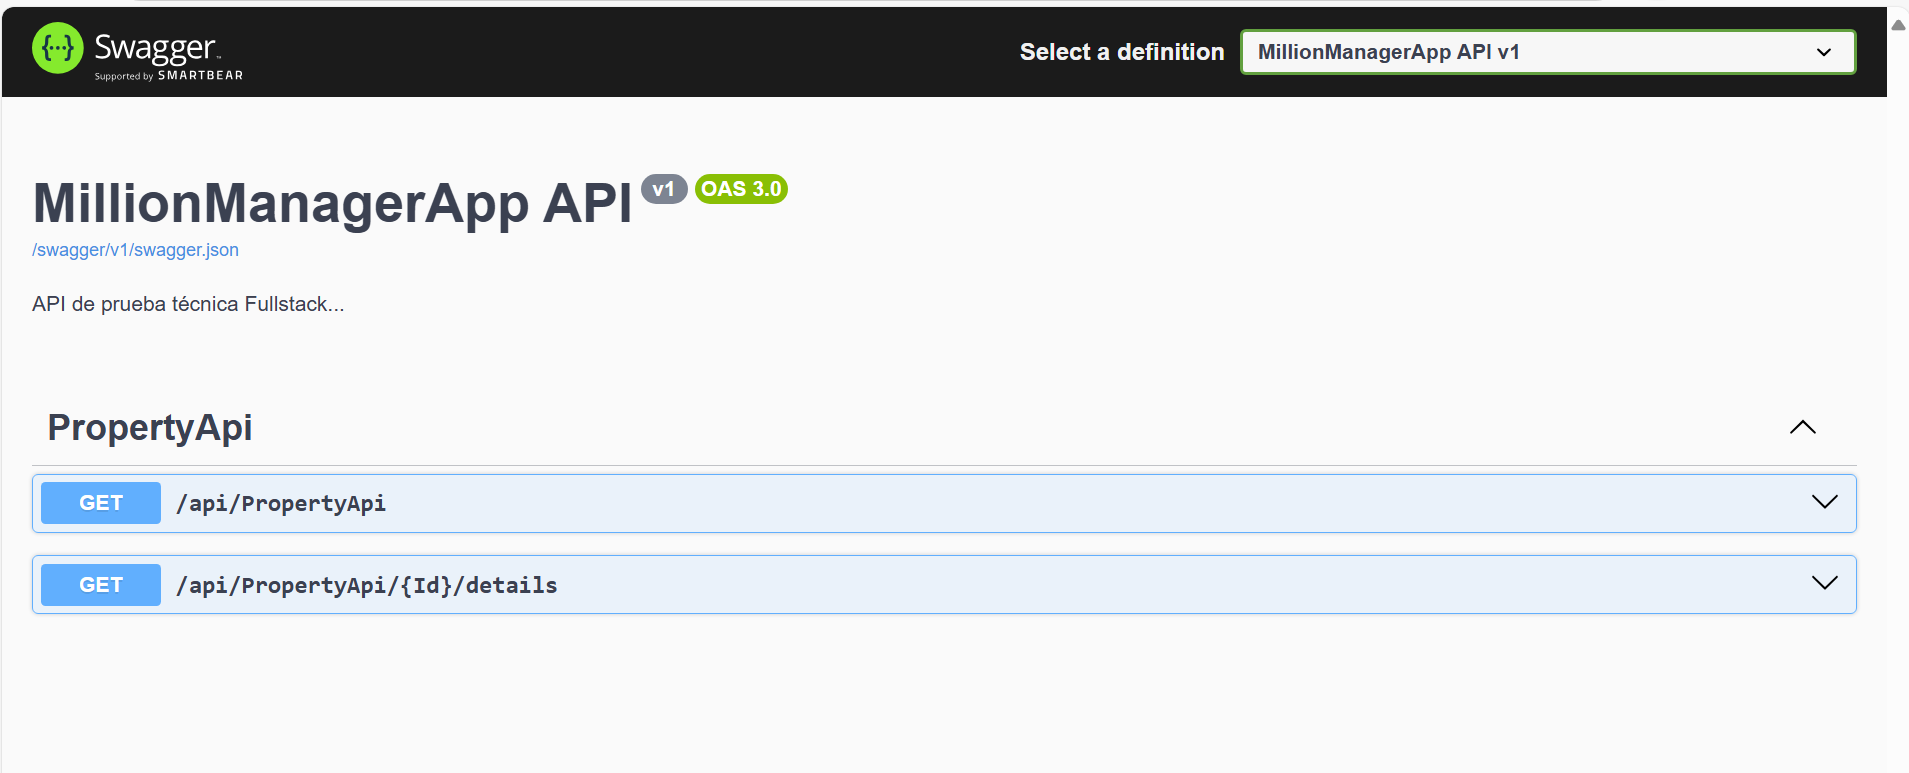 {···} Swagger™
Supported by SMARTBEAR
Select a definition
MillionManagerApp API v1
MillionManagerApp API v1 OAS 3.0
/swagger/v1/swagger.json
API de prueba técnica Fullstack...
PropertyApi
GET /api/PropertyApi
GET /api/PropertyApi/{Id}/details